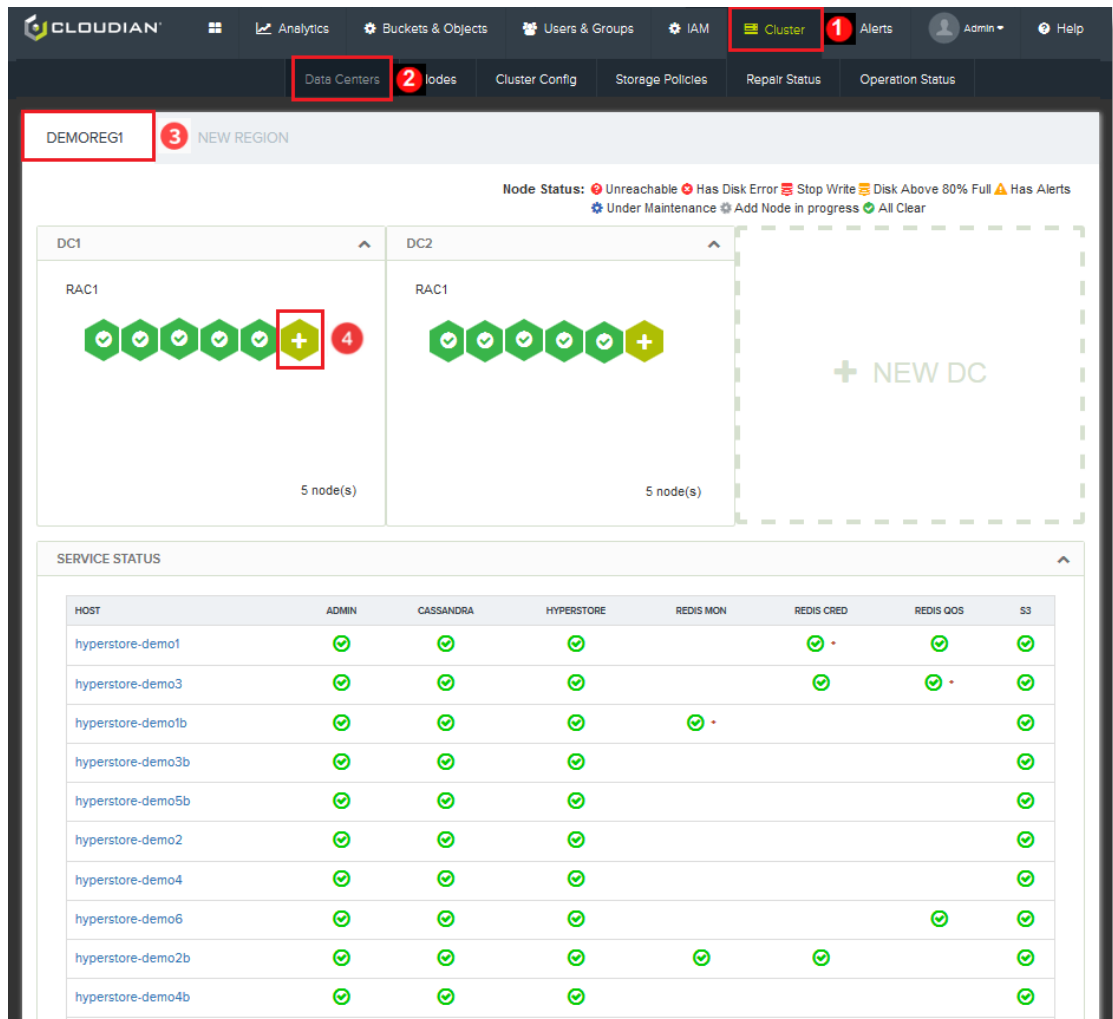 CLOUDIAN Analytics Buckets & Objects Users & Groups IAM Cluster 1 Alerts Admin Help
Data Centers 2 Nodes Cluster Config Storage Policies Repair Status Operation Status
DEMOREG1 3 NEW REGION
Node Status: Unreachable Has Disk Error Stop Write Disk Above 80% Full Has Alerts
Under Maintenance Add Node in progress All Clear
DC1 DC2
RAC1 RAC1
4
+ NEW DC
5 node(s) 5 node(s)
SERVICE STATUS
HOST ADMIN CASSANDRA HYPERSTORE REDIS MON REDIS CRED REDIS QOS S3
hyperstore-demo1
hyperstore-demo3
hyperstore-demo1b
hyperstore-demo3b
hyperstore-demo5b
hyperstore-demo2
hyperstore-demo4
hyperstore-demo6
hyperstore-demo2b
hyperstore-demo4b